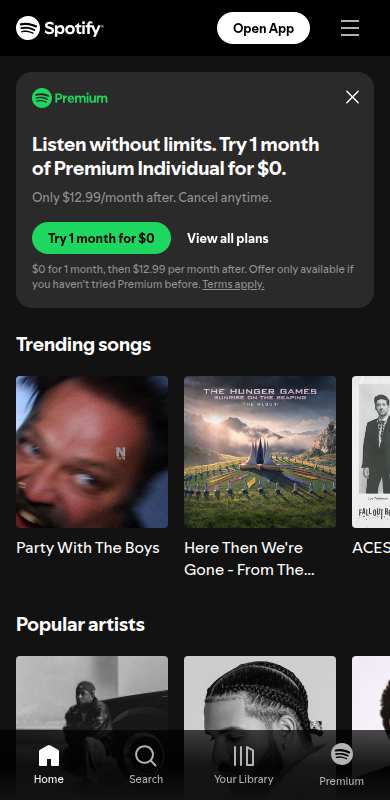 Spotify
Open App
Premium
Listen without limits. Try 1 month
of Premium Individual for $0.
Only $12.99/month after. Cancel anytime.
Try 1 month for $0
View all plans
$0 for 1 month, then $12.99 per month after. Offer only available if
you haven't tried Premium before. Terms apply.
Trending songs
THE HUNGER GAMES
SUNRISE ON THE REAPING
THE ALBUM
FALL OUT B
Party With The Boys
Here Then We're
Gone - From The...
ACES
Popular artists
Home
Search
Your Library
Premium